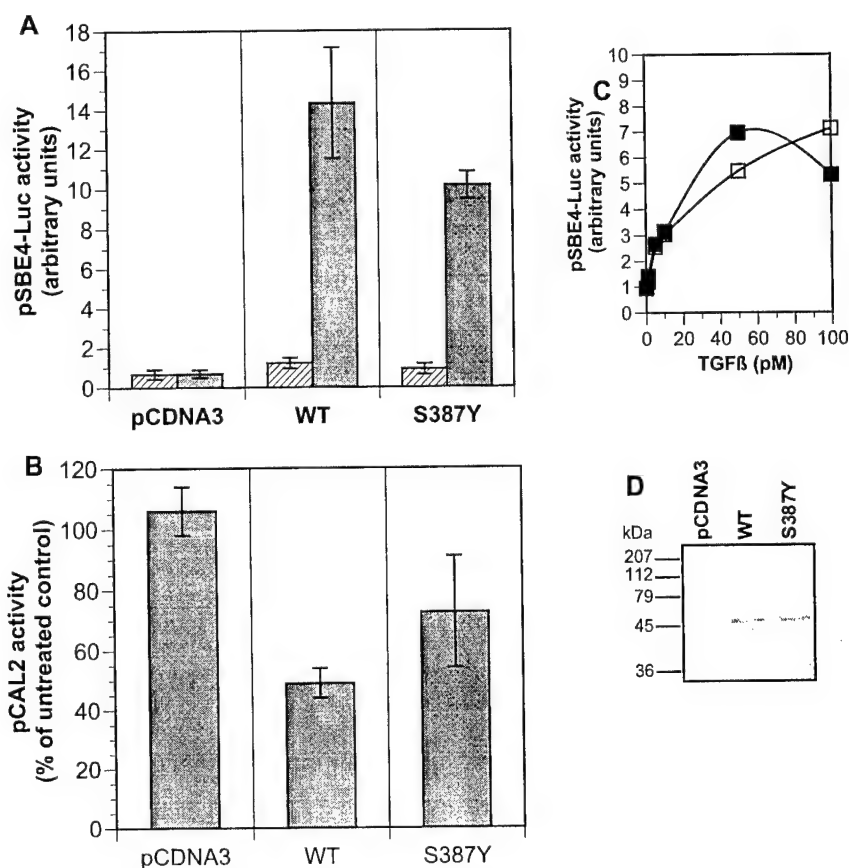 A
pSBE4-Luc activity
(arbitrary units)
18
16
14
12
10
8
6
4
2
0
pCDNA3
WT
S387Y
C
pSBE4-Luc activity
(arbitrary units)
10
9
8
7
6
5
4
3
2
1
0
0 20 40 60 80 100
TGFß (pM)
B
pCAL2 activity
(% of untreated control)
120
100
80
60
40
20
0
pCDNA3
WT
S387Y
D
pCDNA3
WT
S387Y
kDa
207
112
79
45
36